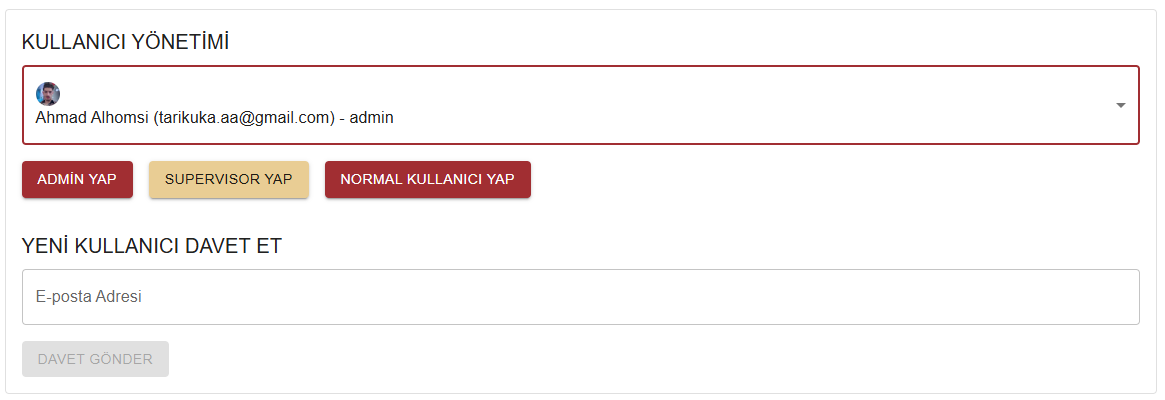 KULLANICI YÖNETİMİ
Ahmad Alhomsi (tarikuka.aa@gmail.com) - admin
ADMİN YAP
SUPERVISOR YAP
NORMAL KULLANICI YAP
YENİ KULLANICI DAVET ET
E-posta Adresi
DAVET GÖNDER